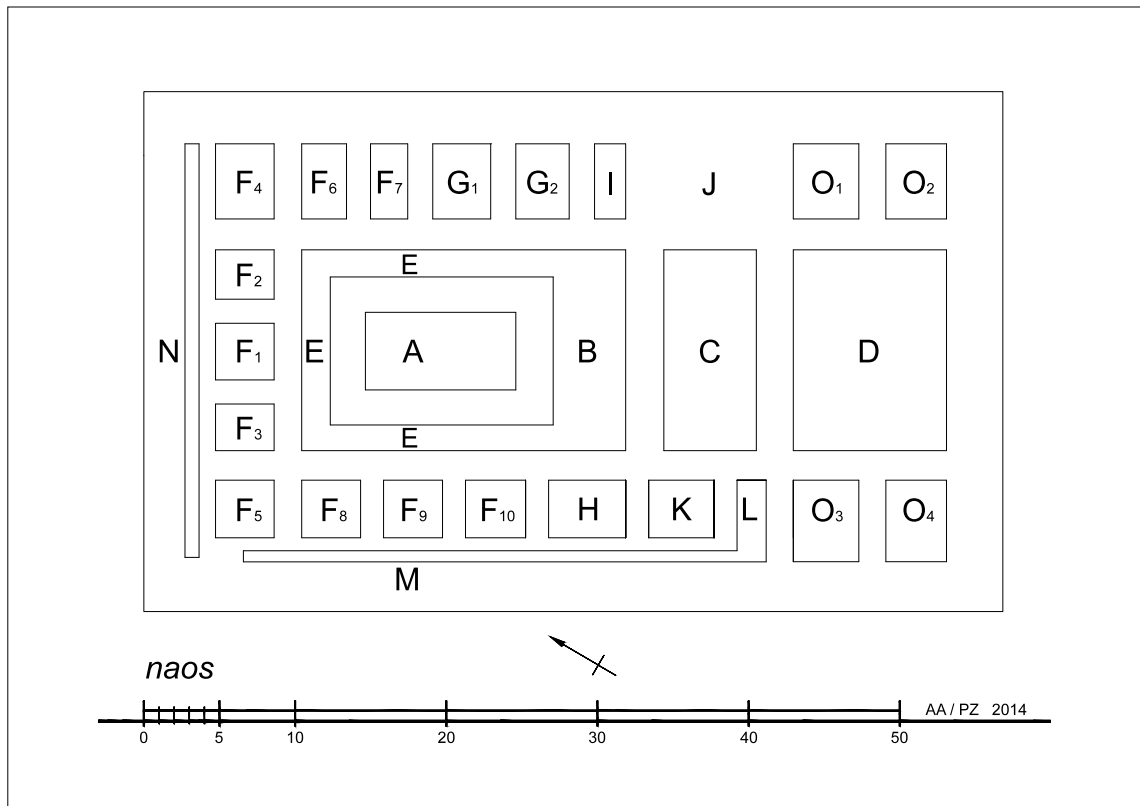 F4 F6 F7 G1 G2 I J O1 O2
F2 E
N F1 E A B C D
F3 E
F5 F8 F9 F10 H K L O3 O4
M
naos
AA / PZ 2014
0 5 10 20 30 40 50